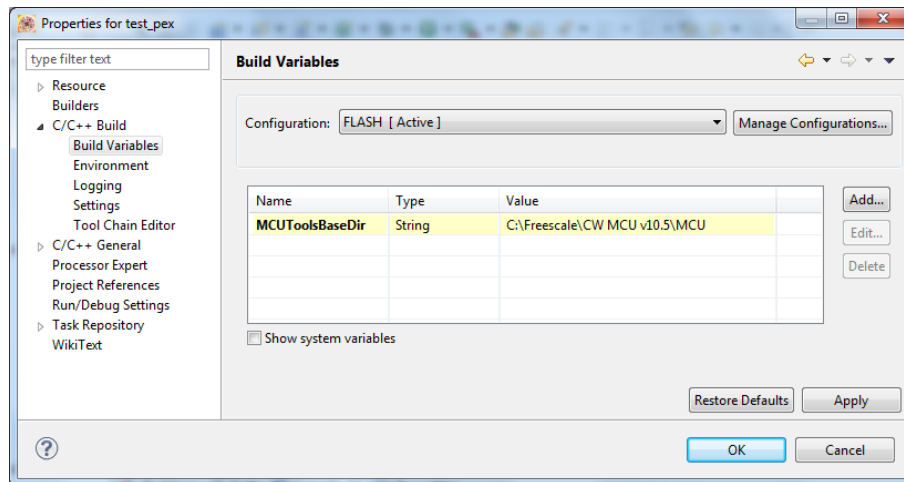 Properties for test_pex
type filter text
Resource
Builders
C/C++ Build
Build Variables
Environment
Logging
Settings
Tool Chain Editor
C/C++ General
Processor Expert
Project References
Run/Debug Settings
Task Repository
WikiText
Build Variables
Configuration: FLASH [ Active ] Manage Configurations...
Name Type Value
MCUToolsBaseDir String C:\Freescale\CW MCU v10.5\MCU
Add...
Edit...
Delete
Show system variables
Restore Defaults Apply
OK Cancel